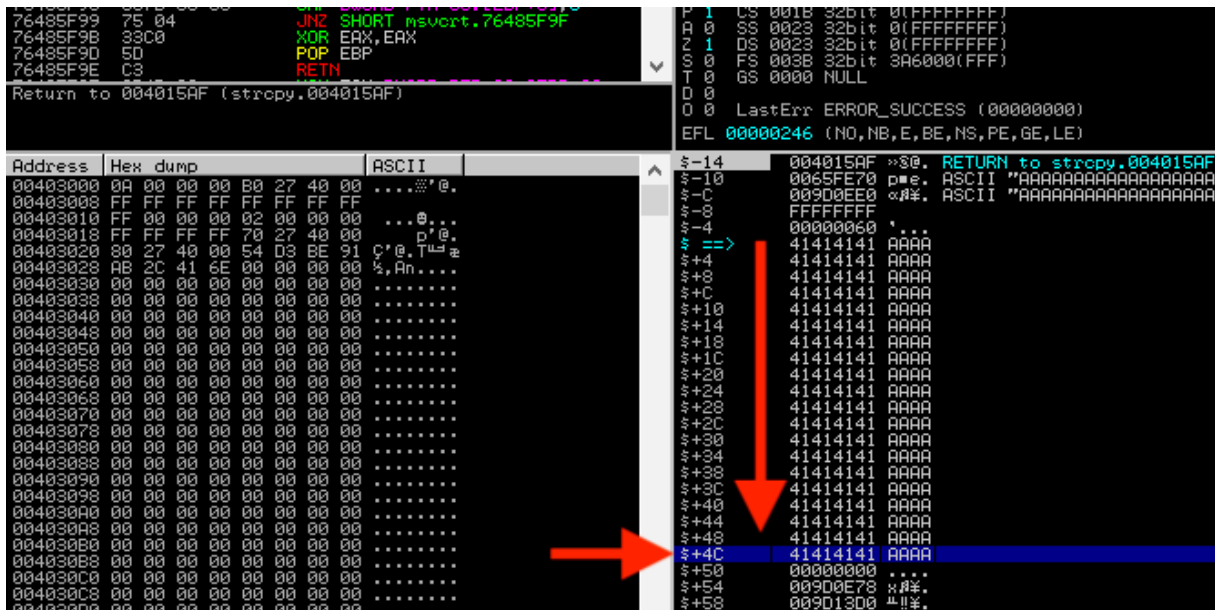 76485F99 75 04 JNZ SHORT msvcrt.76485F9F
76485F9B 33C0 XOR EAX,EAX
76485F9D 5D POP EBP
76485F9E C3 RETN
Return to 004015AF (strcpy.004015AF)
P 1 CS 001B 32bit 0(FFFFFFFF)
A 0 SS 0023 32bit 0(FFFFFFFF)
Z 1 DS 0023 32bit 0(FFFFFFFF)
S 0 FS 003B 32bit 3A6000(FFF)
T 0 GS 0000 NULL
D 0
O 0 LastErr ERROR_SUCCESS (00000000)
EFL 00000246 (NO,NB,E,BE,NS,PE,GE,LE)
Address Hex dump ASCII
00403000 0A 00 00 00 B0 27 40 00 ....░'@.
00403008 FF FF FF FF FF FF FF FF
00403010 FF 00 00 00 02 00 00 00 ...☻...
00403018 FF FF FF FF 70 27 40 00 p'@.
00403020 80 27 40 00 54 D3 BE 91 Ç'@.T╙╛æ
00403028 AB 2C 41 6E 00 00 00 00 ½,An....
00403030 00 00 00 00 00 00 00 00 ........
00403038 00 00 00 00 00 00 00 00 ........
00403040 00 00 00 00 00 00 00 00 ........
00403048 00 00 00 00 00 00 00 00 ........
00403050 00 00 00 00 00 00 00 00 ........
00403058 00 00 00 00 00 00 00 00 ........
00403060 00 00 00 00 00 00 00 00 ........
00403068 00 00 00 00 00 00 00 00 ........
00403070 00 00 00 00 00 00 00 00 ........
00403078 00 00 00 00 00 00 00 00 ........
00403080 00 00 00 00 00 00 00 00 ........
00403088 00 00 00 00 00 00 00 00 ........
00403090 00 00 00 00 00 00 00 00 ........
00403098 00 00 00 00 00 00 00 00 ........
004030A0 00 00 00 00 00 00 00 00 ........
004030A8 00 00 00 00 00 00 00 00 ........
004030B0 00 00 00 00 00 00 00 00 ........
004030B8 00 00 00 00 00 00 00 00 ........
004030C0 00 00 00 00 00 00 00 00 ........
004030C8 00 00 00 00 00 00 00 00 ........
$-14 004015AF »S@. RETURN to strcpy.004015AF
$-10 0065FE70 p■e. ASCII "AAAAAAAAAAAAAAAAAAA
$-C 009D0EE0 α♫¥. ASCII "AAAAAAAAAAAAAAAAAAA
$-8 FFFFFFFF
$-4 00000060 `...
$ ==> 41414141 AAAA
$+4 41414141 AAAA
$+8 41414141 AAAA
$+C 41414141 AAAA
$+10 41414141 AAAA
$+14 41414141 AAAA
$+18 41414141 AAAA
$+1C 41414141 AAAA
$+20 41414141 AAAA
$+24 41414141 AAAA
$+28 41414141 AAAA
$+2C 41414141 AAAA
$+30 41414141 AAAA
$+34 41414141 AAAA
$+38 41414141 AAAA
$+3C 41414141 AAAA
$+40 41414141 AAAA
$+44 41414141 AAAA
$+48 41414141 AAAA
$+4C 41414141 AAAA
$+50 00000000 ....
$+54 009D0E78 x♫¥.
$+58 009D13D0 ╨‼¥.